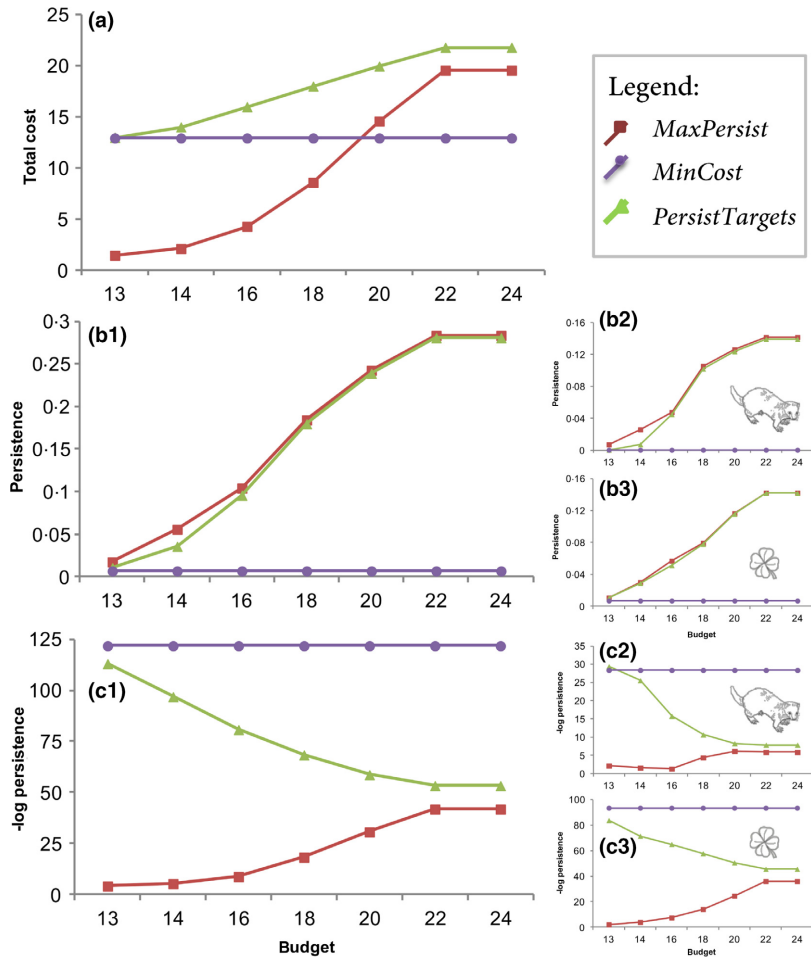 (a)
25
20
15
10
5
0
Total cost
13 14 16 18 20 22 24
Legend:
MaxPersist
MinCost
PersistTargets
(b1)
0·3
0·25
0·2
0·15
0·1
0·05
0
Persistence
13 14 16 18 20 22 24
(b2)
0·16
0·12
0·08
0·04
0
Persistence
13 14 16 18 20 22 24
(b3)
0·16
0·12
0·08
0·04
0
Persistence
13 14 16 18 20 22 24
Budget
(c1)
125
100
75
50
25
0
-log persistence
13 14 16 18 20 22 24
Budget
(c2)
35
30
25
20
15
10
5
0
-log persistence
13 14 16 18 20 22 24
(c3)
100
80
60
40
20
0
-log persistence
13 14 16 18 20 22 24
Budget